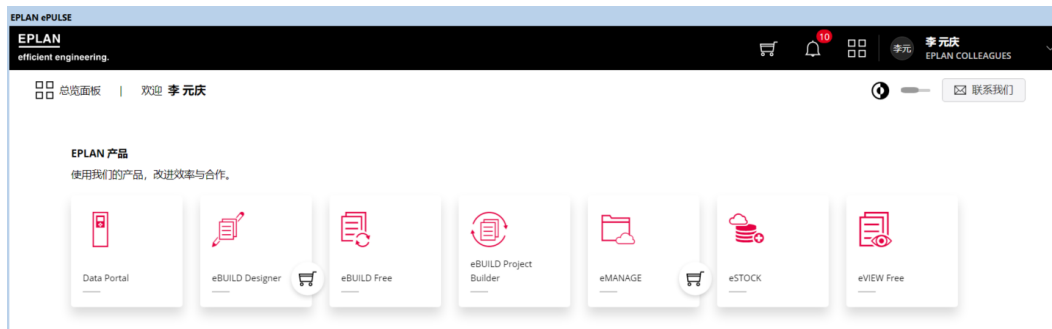 EPLAN ePULSE
EPLAN
efficient engineering.
10
李元
李 元庆
EPLAN COLLEAGUES
总览面板 | 欢迎 李 元庆
联系我们
EPLAN 产品
使用我们的产品，改进效率与合作。
Data Portal
eBUILD Designer
eBUILD Free
eBUILD Project
Builder
eMANAGE
eSTOCK
eVIEW Free